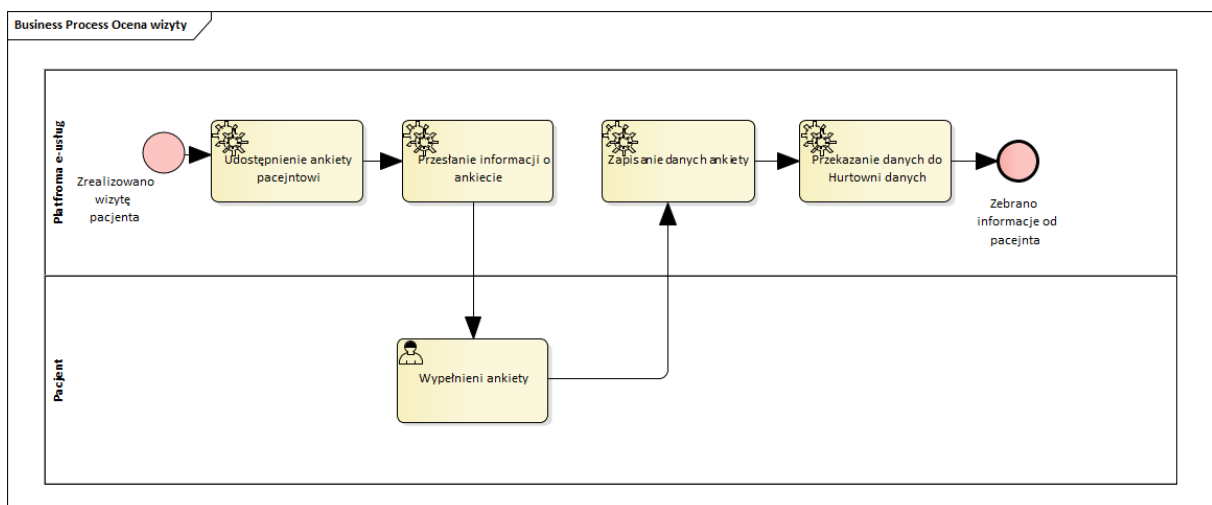 Business Process Ocena wizyty
Platfroma e-usług
Zrealizowano
wizytę
pacjenta
Udostępnienie ankiety
pacejntowi
Przesłanie informacji o
ankiecie
Zapisanie danych ankiety
Przekazanie danych do
Hurtowni danych
Zebrano
informacje od
pacejnta
Pacjent
Wypełnieni ankiety